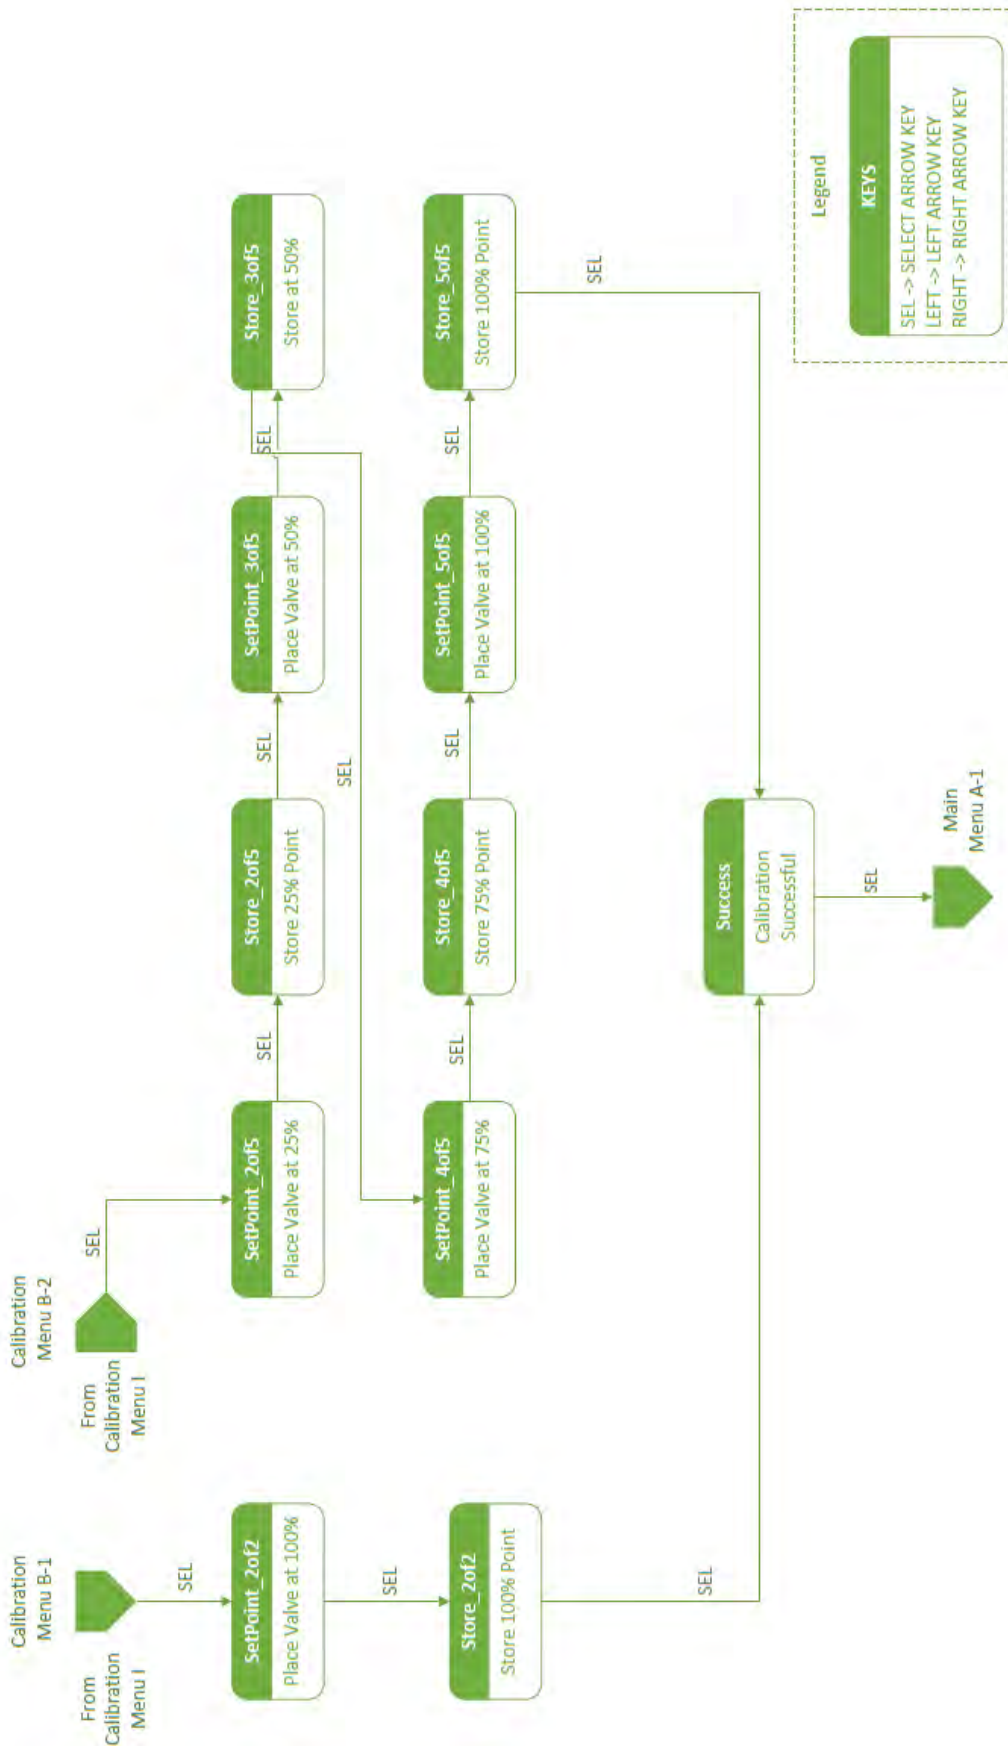 Calibration
Menu B-1
From
Calibration
Menu I
SEL
SetPoint_2of2
Place Valve at 100%
SEL
Store_2of2
Store 100% Point
SEL
Calibration
Menu B-2
From
Calibration
Menu I
SEL
SetPoint_2of5
Place Valve at 25%
SEL
Store_2of5
Store 25% Point
SEL
SetPoint_3of5
Place Valve at 50%
SEL
Store_3of5
Store at 50%
SEL
SetPoint_4of5
Place Valve at 75%
SEL
Store_4of5
Store 75% Point
SEL
SetPoint_5of5
Place Valve at 100%
SEL
Store_5of5
Store 100% Point
SEL
Success
Calibration
Successful
SEL
Main
Menu A-1
Legend
KEYS
SEL -> SELECT ARROW KEY
LEFT -> LEFT ARROW KEY
RIGHT -> RIGHT ARROW KEY